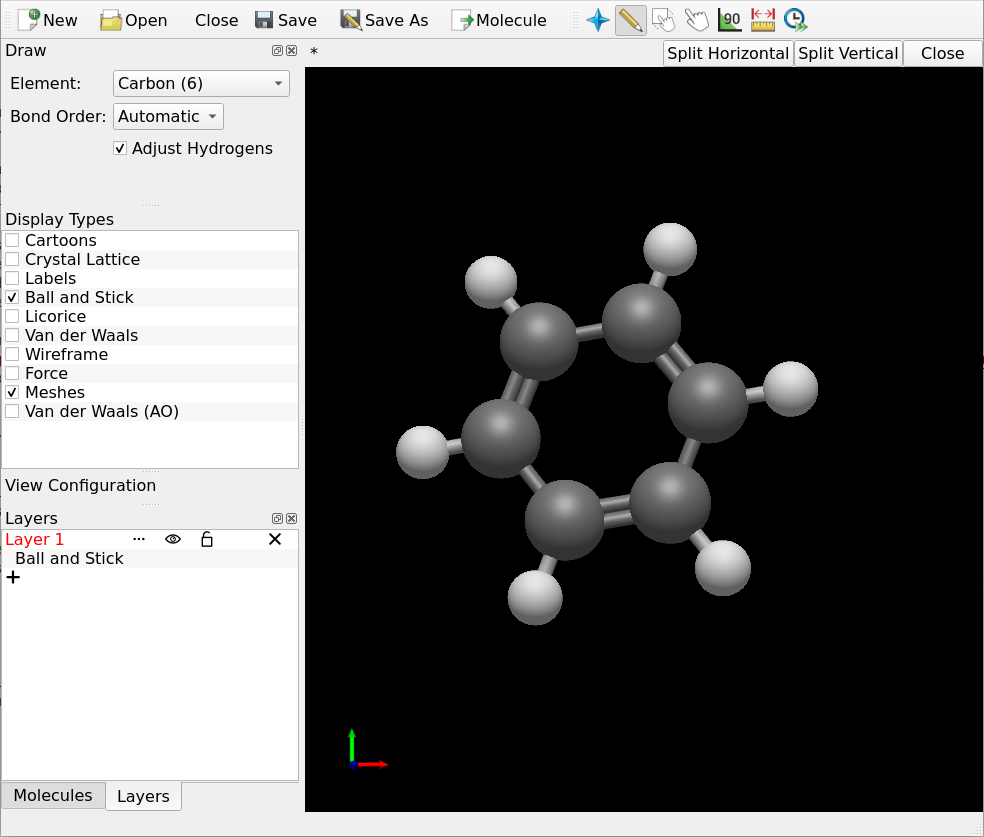 New Open Close Save Save As Molecule 90
Draw
* Split Horizontal Split Vertical Close
Element: Carbon (6)
Bond Order: Automatic
Adjust Hydrogens
Display Types
Cartoons
Crystal Lattice
Labels
Ball and Stick
Licorice
Van der Waals
Wireframe
Force
Meshes
Van der Waals (AO)
View Configuration
Layers
Layer 1 ...
Ball and Stick
+
Molecules Layers